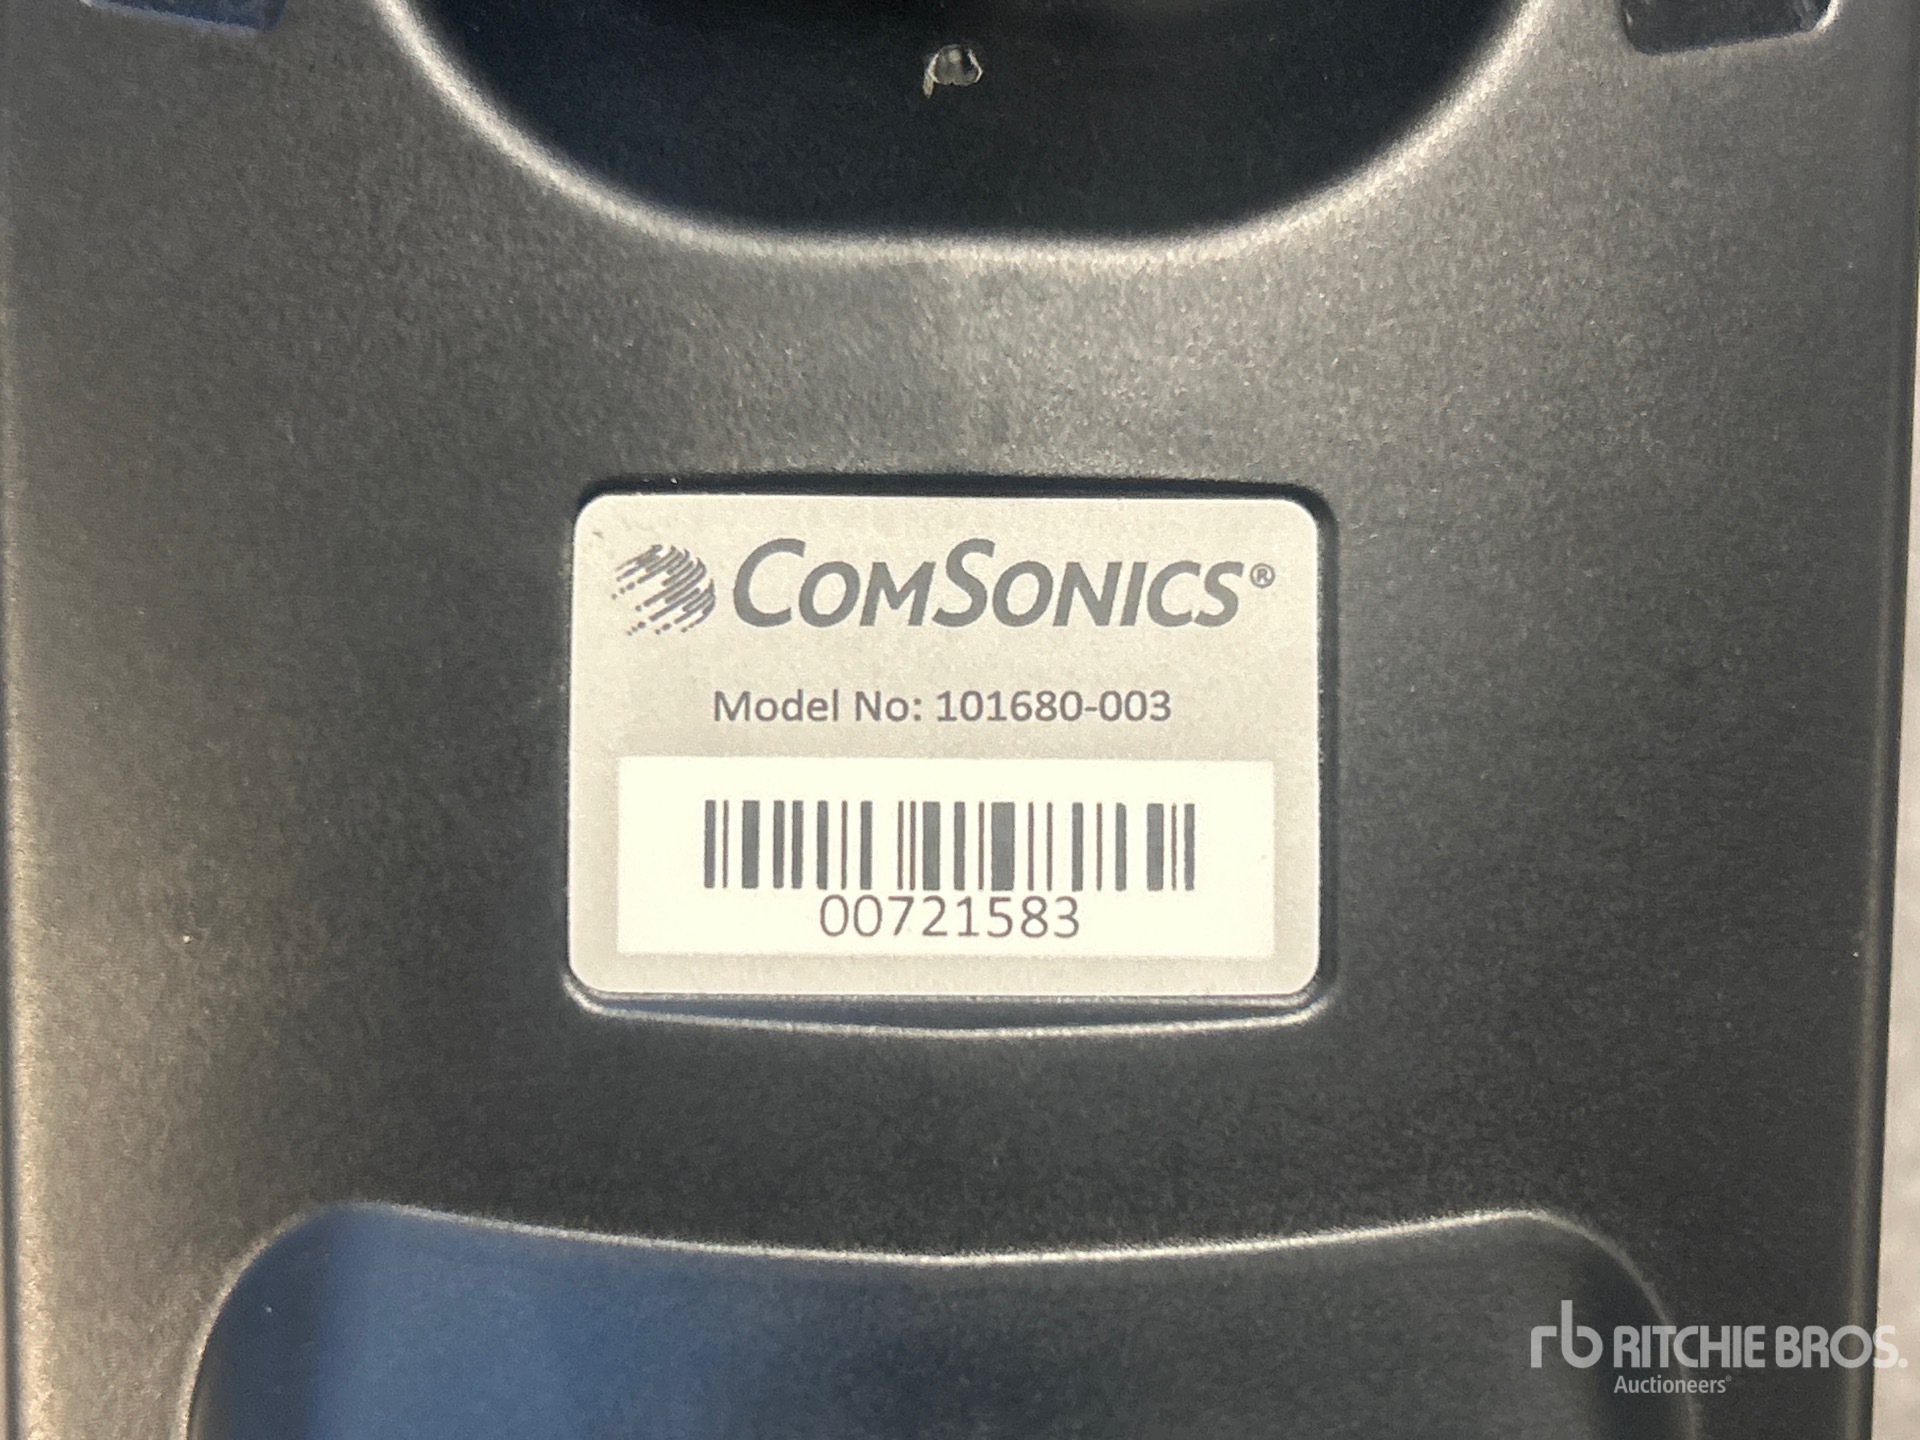 COMSONICS®
Model No: 101680-003
00721583
rb RITCHIE BROS.
Auctioneers®